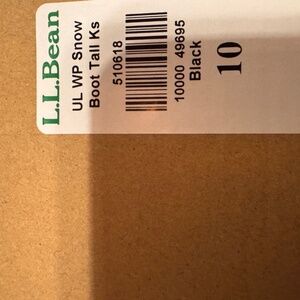 L.L.Bean
UL WP Snow
Boot Tall Ks
510618
10000 49695
Black
10